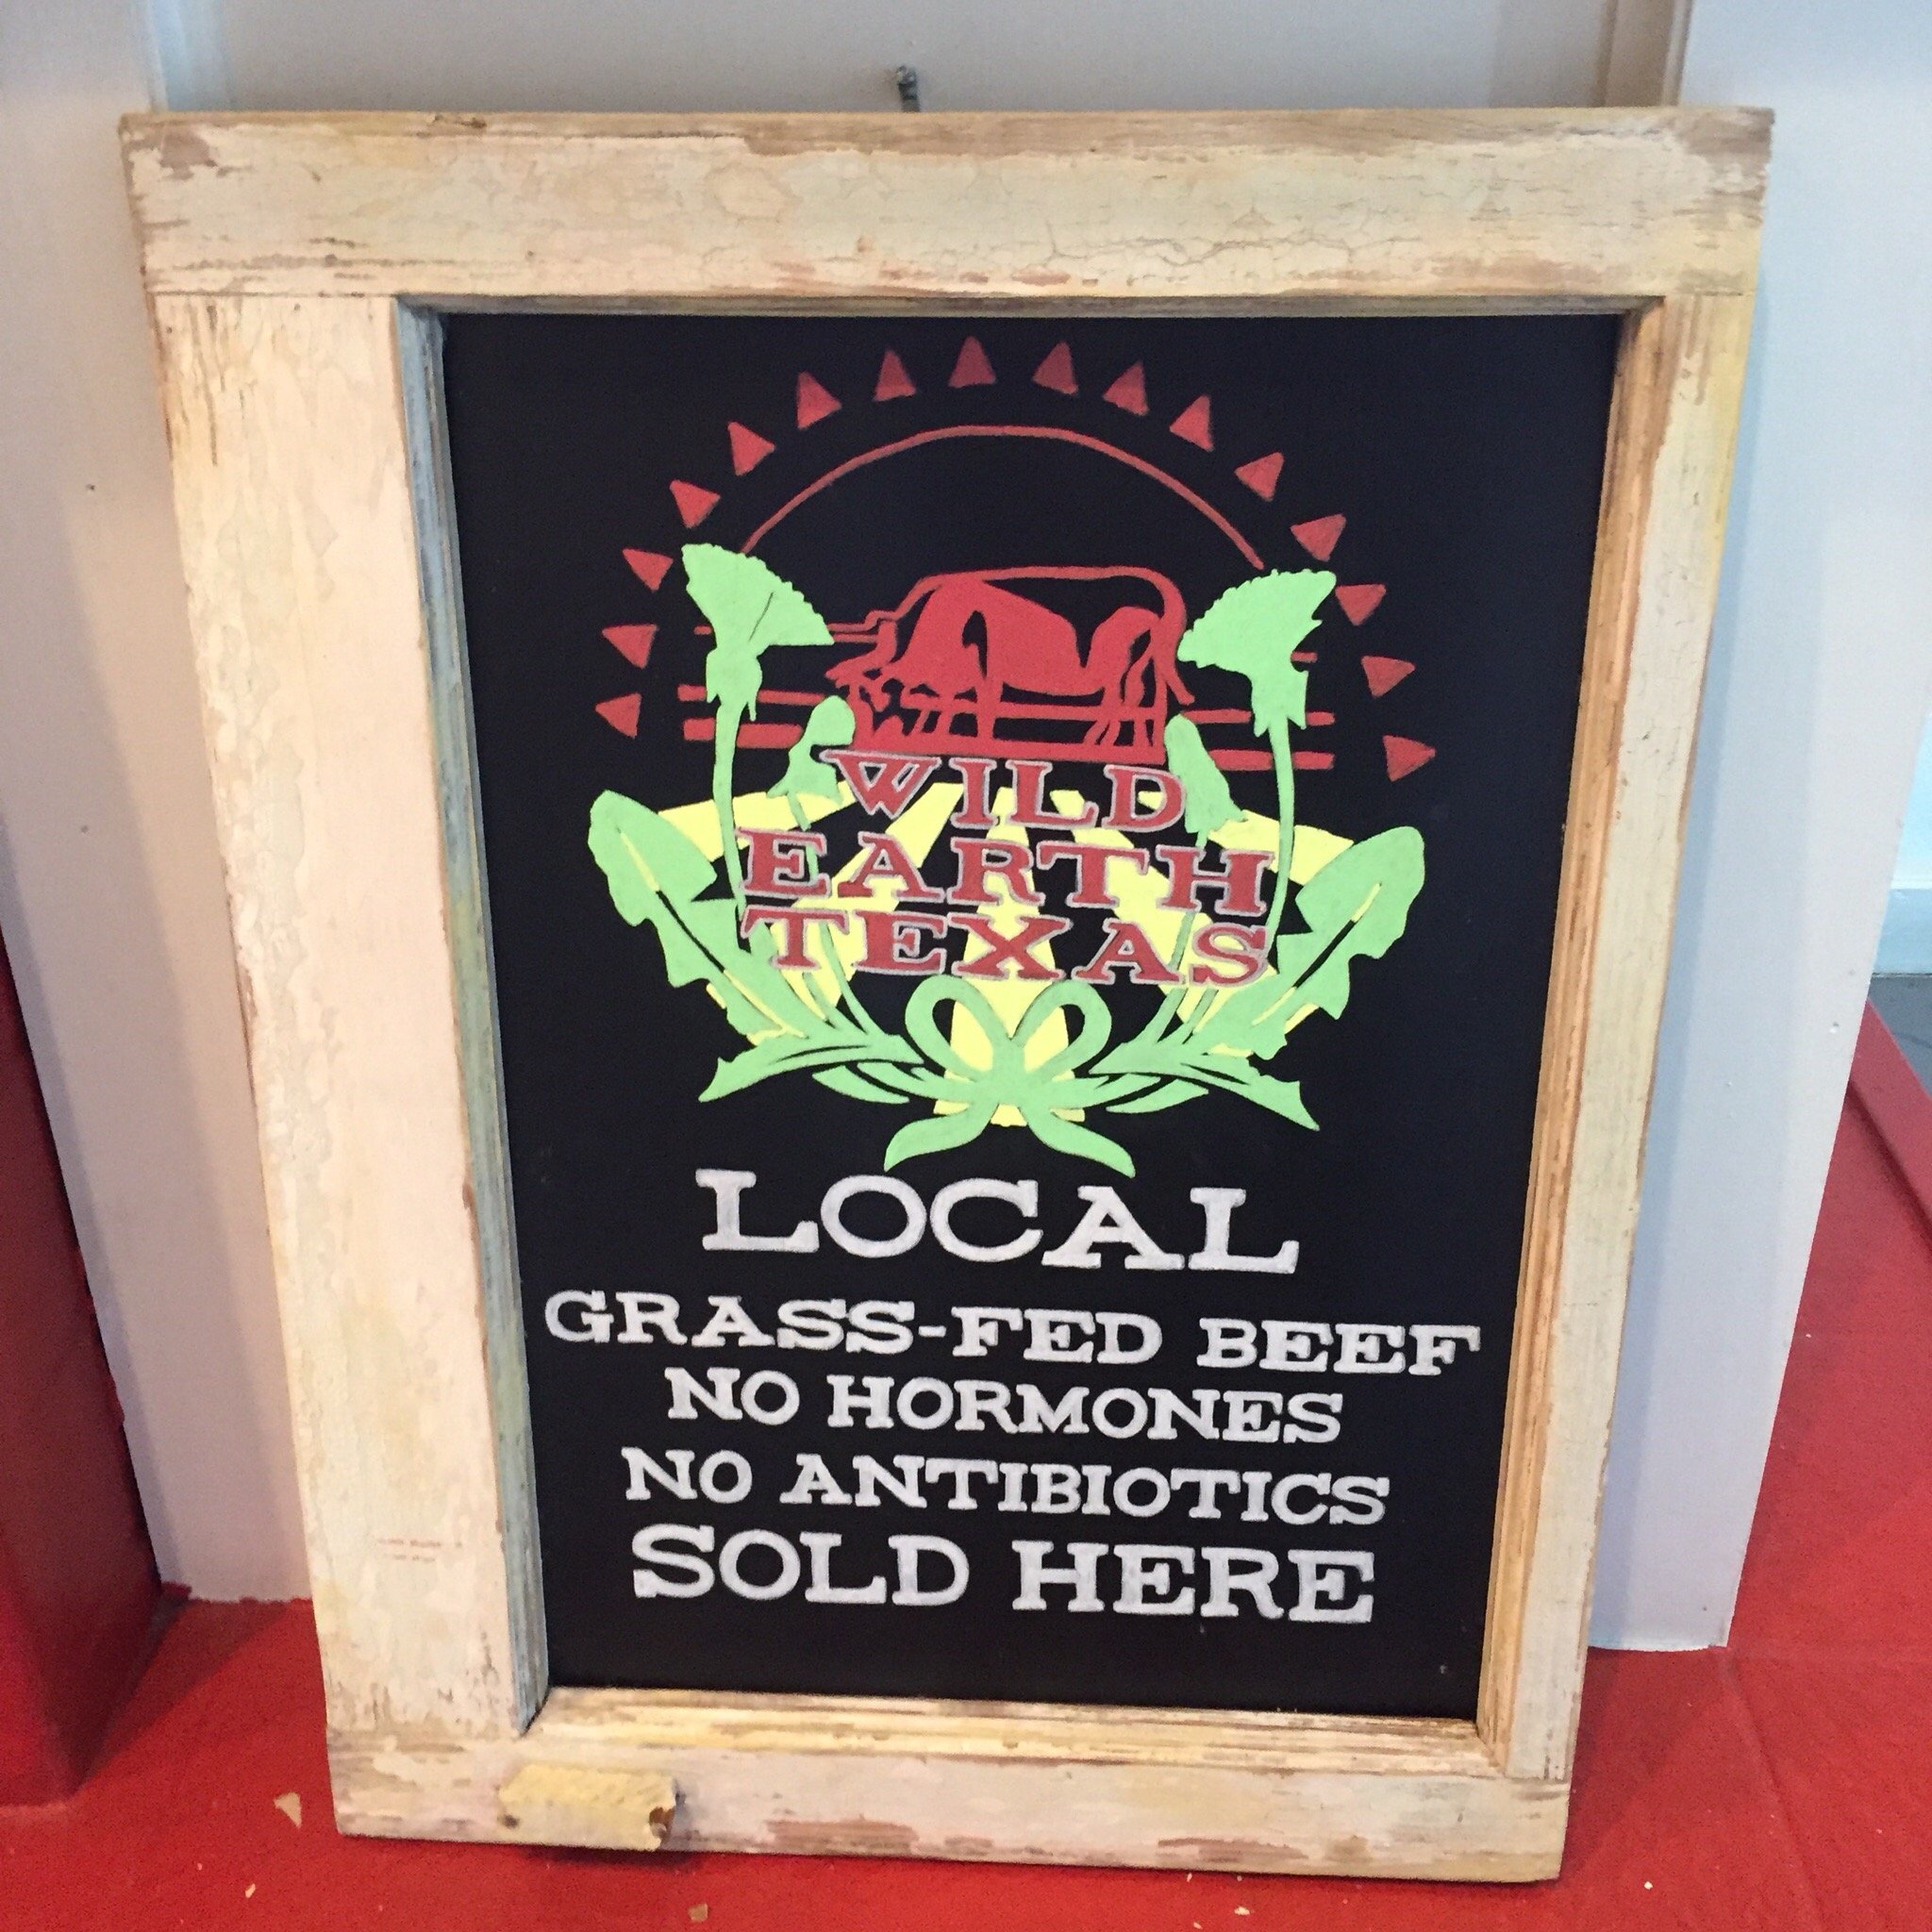 WILD
EARTH
TEXAS
LOCAL
GRASS-FED BEEF
NO HORMONES
NO ANTIBIOTICS
SOLD HERE